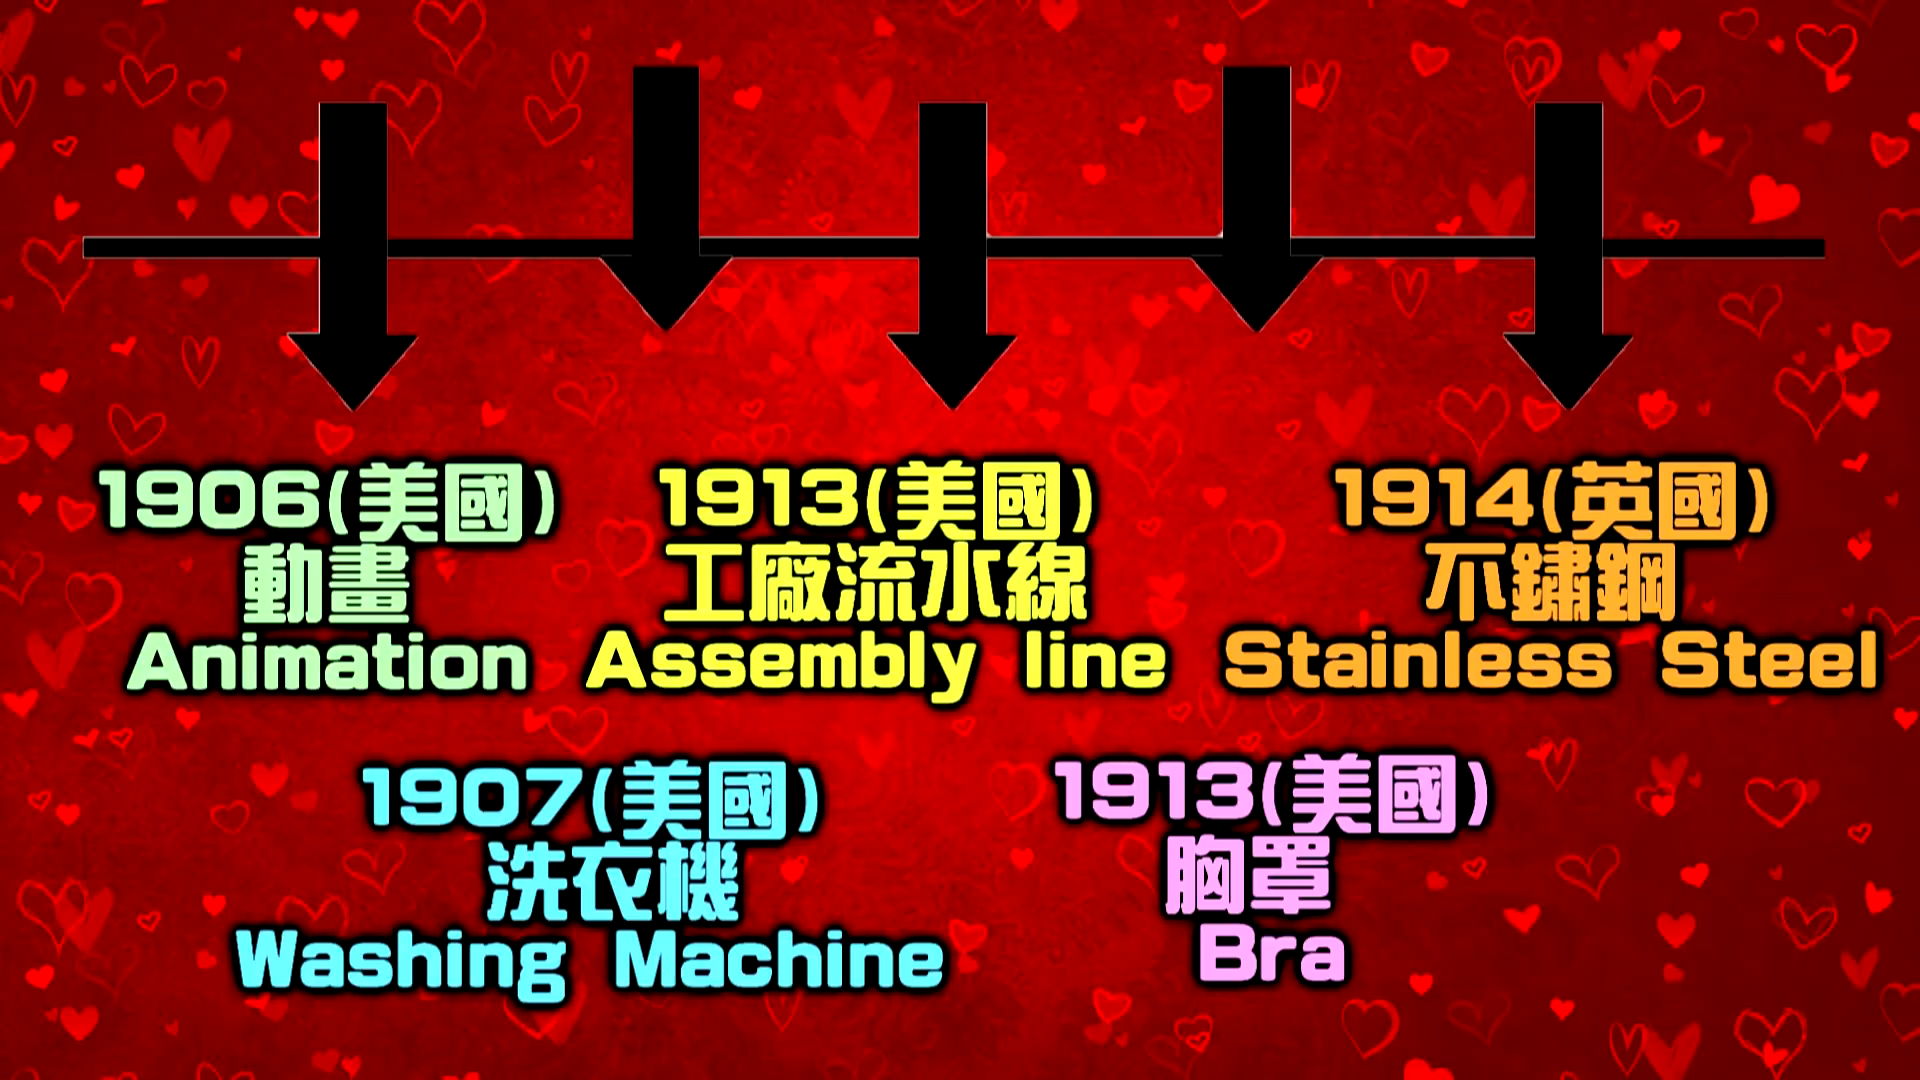 1906(美國)
動畫
Animation
1907(美國)
洗衣機
Washing Machine
1913(美國)
工廠流水線
Assembly line
1913(美國)
胸罩
Bra
1914(英國)
不鏽鋼
Stainless Steel